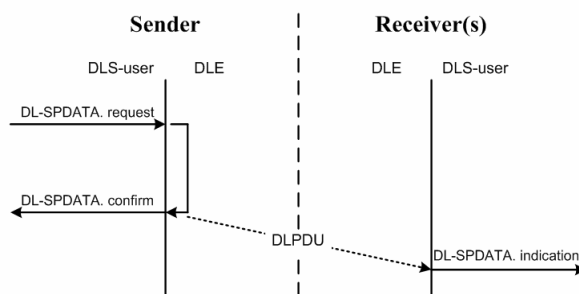 Sender
Receiver(s)
DLS-user
DLE
DLE
DLS-user
DL-SPDATA. request
DL-SPDATA. confirm
DLPDU
DL-SPDATA. indication